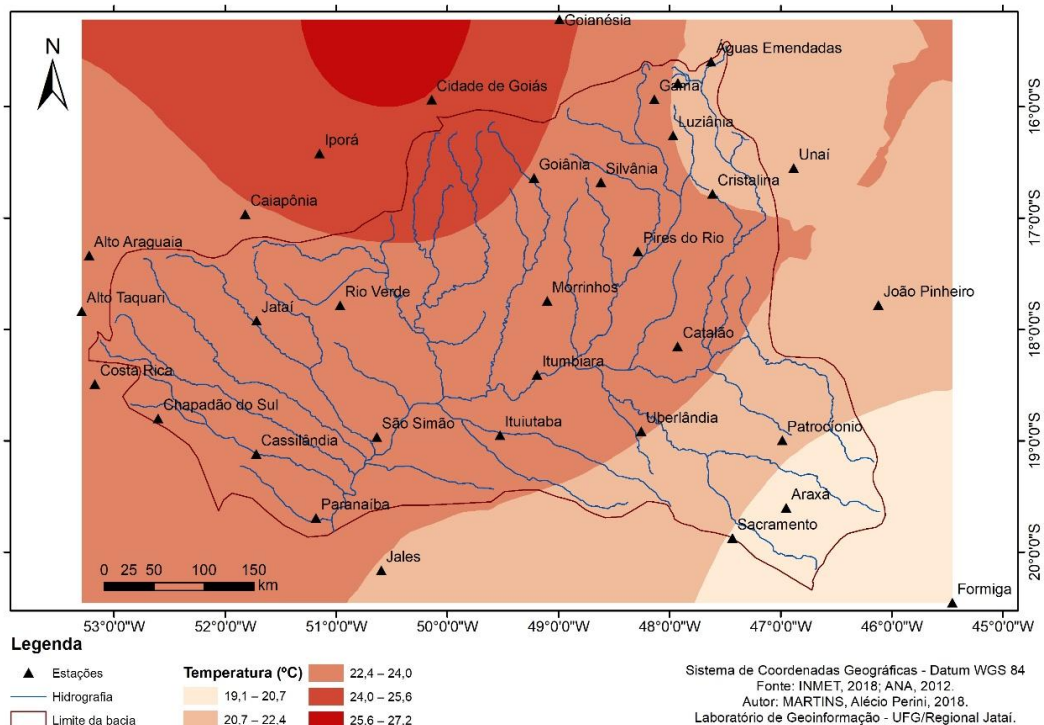 N
Goianésia
Águas Emendadas
Cidade de Goiás
Gama
Luziânia
Iporá
Unaí
Goiânia
Silvânia
Cristalina
Caiapônia
Alto Araguaia
Pires do Rio
Alto Taquari
Rio Verde
Morrinhos
João Pinheiro
Jataí
Catalão
Costa Rica
Itumbiara
Chapadão do Sul
São Simão
Ituiutaba
Uberlândia
Patrocíonio
Cassilândia
Paranaíba
Araxá
Sacramento
Jales
Formiga
0 25 50 100 150
km
16°0'0"S
17°0'0"S
18°0'0"S
19°0'0"S
20°0'0"S
53°0'0"W 52°0'0"W 51°0'0"W 50°0'0"W 49°0'0"W 48°0'0"W 47°0'0"W 46°0'0"W 45°0'0"W
Legenda
Estações
Hidrografia
Limite da bacia
Temperatura (ºC)
19,1 – 20,7
20,7 – 22,4
22,4 – 24,0
24,0 – 25,6
25,6 – 27,2
Sistema de Coordenadas Geográficas - Datum WGS 84
Fonte: INMET, 2018; ANA, 2012.
Autor: MARTINS, Alécio Perini, 2018.
Laboratório de Geoinformação - UFG/Regional Jataí.